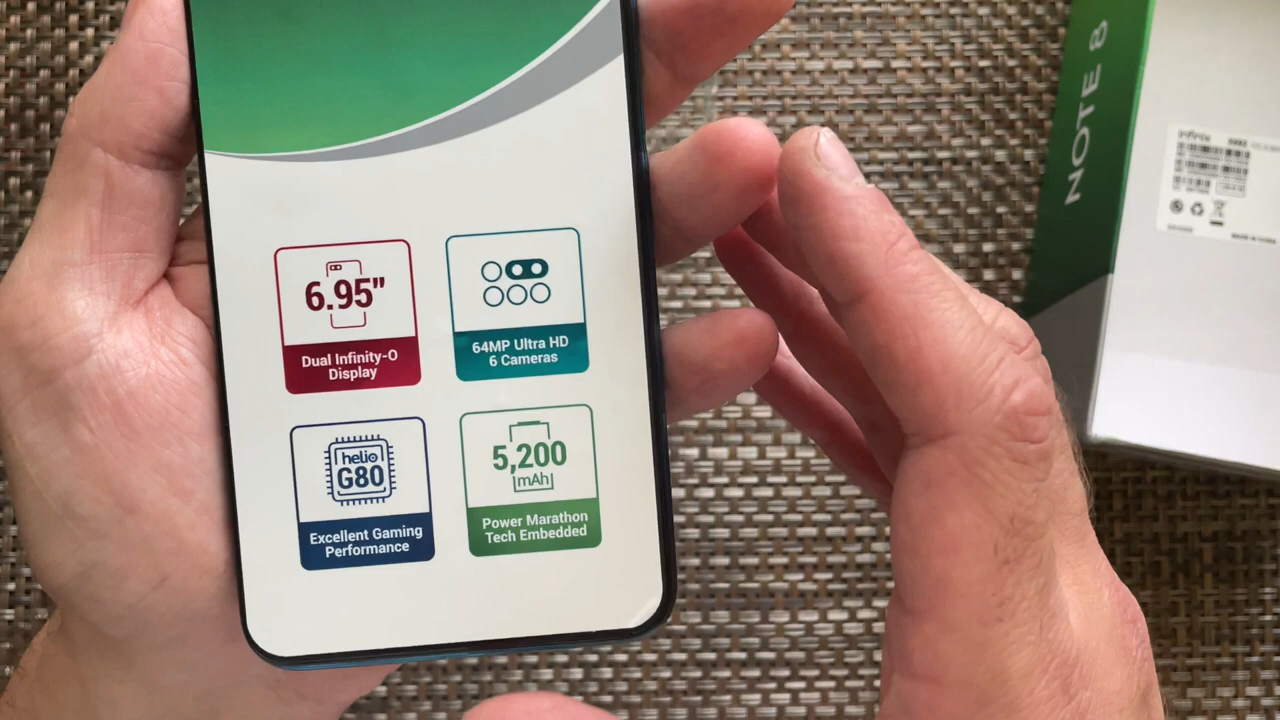 6.95"
Dual Infinity-O
Display
64MP Ultra HD
6 Cameras
helio
G80
Excellent Gaming
Performance
5,200
mAh
Power Marathon
Tech Embedded
NOTE 8
Infinix